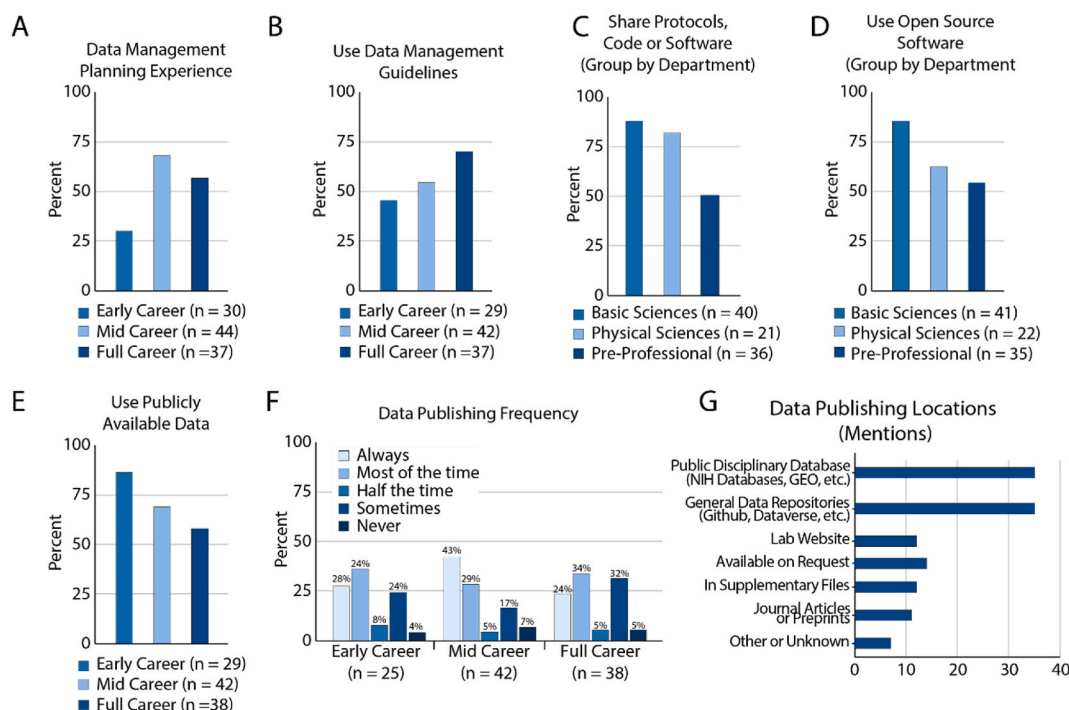 A
Data Management
Planning Experience
100
75
50
25
0
Percent
Early Career (n = 30)
Mid Career (n = 44)
Full Career (n =37)
B
Use Data Management
Guidelines
100
75
50
25
0
Percent
Early Career (n = 29)
Mid Career (n = 42)
Full Career (n =37)
C
Share Protocols,
Code or Software
(Group by Department)
100
75
50
25
0
Percent
Basic Sciences (n = 40)
Physical Sciences (n = 21)
Pre-Professional (n = 36)
D
Use Open Source
Software
(Group by Department
100
75
50
25
0
Percent
Basic Sciences (n = 41)
Physical Sciences (n = 22)
Pre-Professional (n = 35)
E
Use Publicly
Available Data
100
75
50
25
0
Percent
Early Career (n = 29)
Mid Career (n = 42)
Full Career (n =38)
F
Data Publishing Frequency
100
75
50
25
0
Percent
Always
Most of the time
Half the time
Sometimes
Never
28%
24%
8%
24%
4%
43%
29%
5%
17%
7%
24%
34%
5%
32%
5%
Early Career
(n = 25)
Mid Career
(n = 42)
Full Career
(n = 38)
G
Data Publishing Locations
(Mentions)
Public Disciplinary Database
(NIH Databases, GEO, etc.)
General Data Repositories
(Github, Dataverse, etc.)
Lab Website
Available on Request
In Supplementary Files
Journal Articles
or Preprints
Other or Unknown
0
10
20
30
40